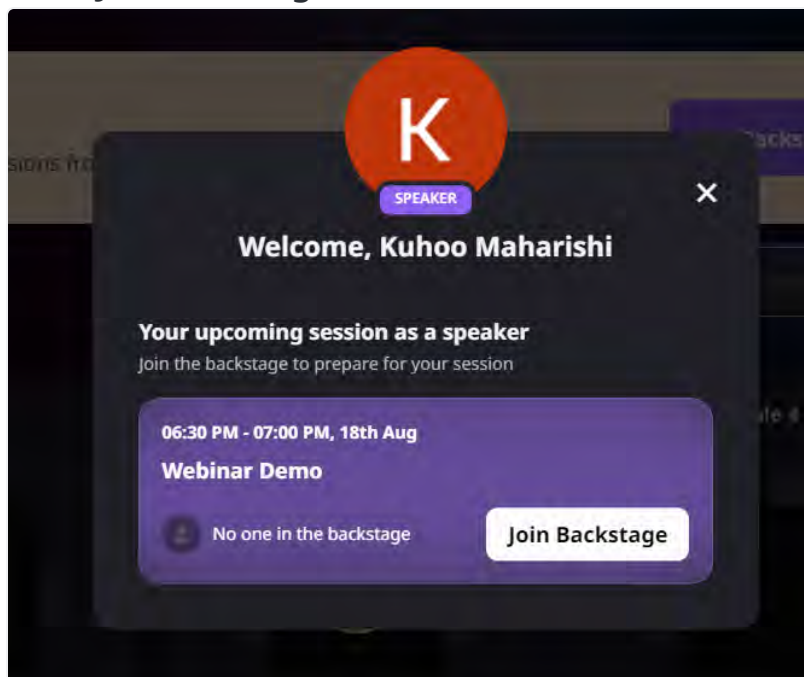 K
SPEAKER
Welcome, Kuhoo Maharishi
Your upcoming session as a speaker
Join the backstage to prepare for your session
06:30 PM - 07:00 PM, 18th Aug
Webinar Demo
No one in the backstage
Join Backstage